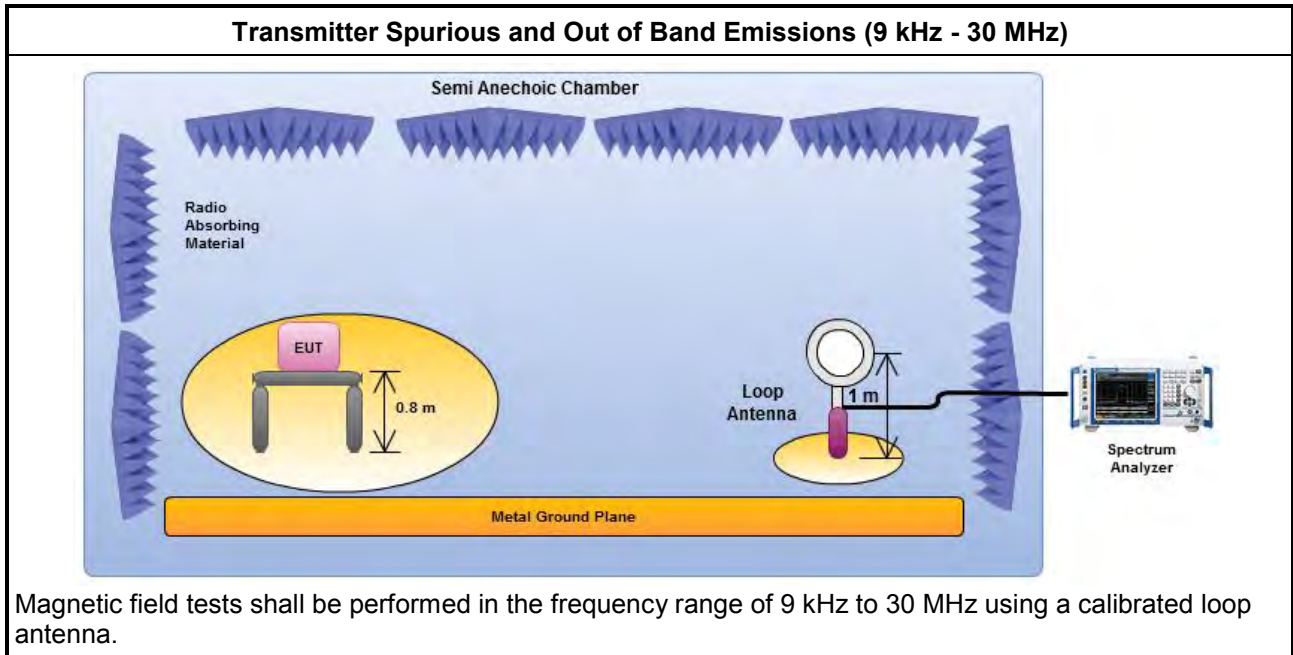 Transmitter Spurious and Out of Band Emissions (9 kHz - 30 MHz)
Semi Anechoic Chamber
Radio
Absorbing
Material
EUT
0.8 m
Loop
Antenna
1 m
Spectrum
Analyzer
Metal Ground Plane
Magnetic field tests shall be performed in the frequency range of 9 kHz to 30 MHz using a calibrated loop
antenna.